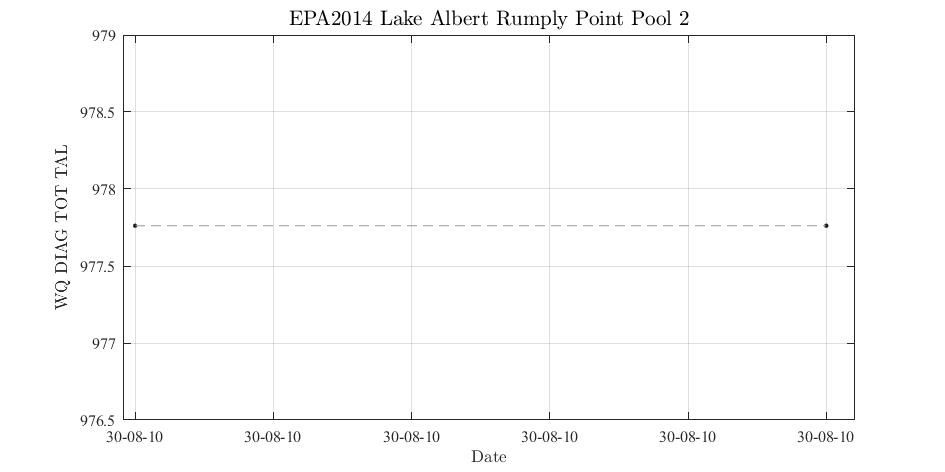 EPA2014 Lake Albert Rumply Point Pool 2
979
978.5
978
977.5
977
976.5
WQ DIAG TOT TAL
30-08-10 30-08-10 30-08-10 30-08-10 30-08-10 30-08-10
Date